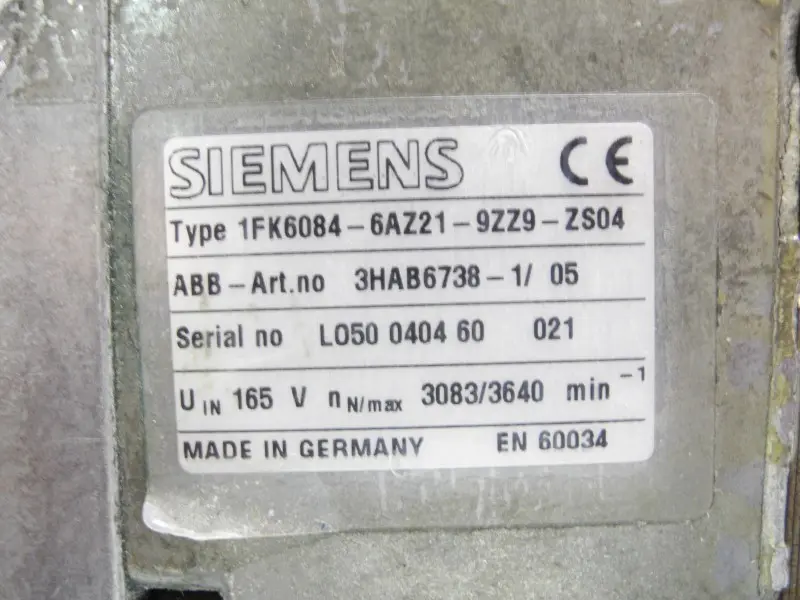 SIEMENS CE
Type 1FK6084-6AZ21-9ZZ9-ZS04
ABB-Art.no 3HAB6738-1/ 05
Serial no LO50 0404 60 021
U IN 165 V n N/max 3083/3640 min -1
MADE IN GERMANY EN 60034